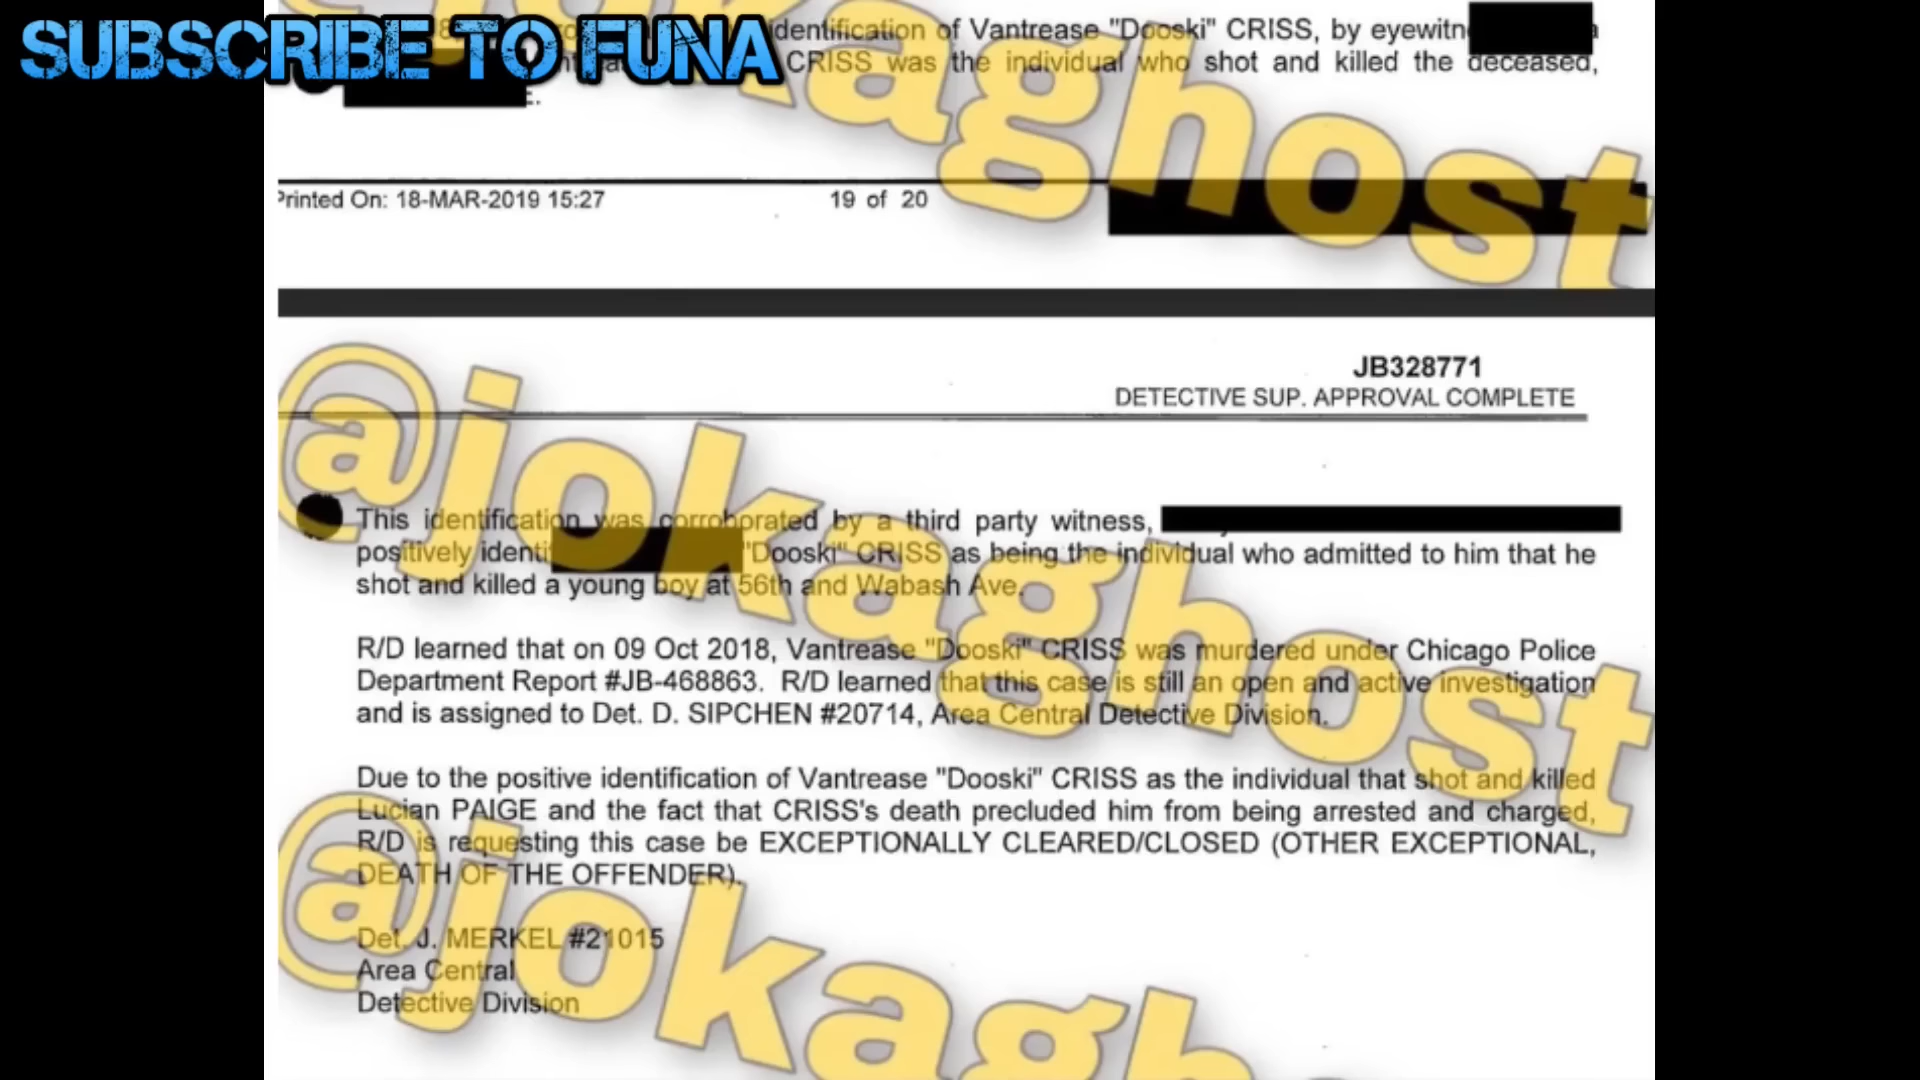 SUBSCRIBE TO FUNA
identification of Vantrease "Dooski" CRISS, by eyewitn
CRISS was the individual who shot and killed the deceased,
Printed On: 18-MAR-2019 15:27 19 of 20
@jokaghost
JB328771
DETECTIVE SUP. APPROVAL COMPLETE
This identification was corroborated by a third party witness,
positively identi "Dooski" CRISS as being the individual who admitted to him that he
shot and killed a young boy at 56th and Wabash Ave.
R/D learned that on 09 Oct 2018, Vantrease "Dooski" CRISS was murdered under Chicago Police
Department Report #JB-468863. R/D learned that this case is still an open and active investigation
and is assigned to Det. D. SIPCHEN #20714, Area Central Detective Division.
Due to the positive identification of Vantrease "Dooski" CRISS as the individual that shot and killed
Lucian PAIGE and the fact that CRISS's death precluded him from being arrested and charged,
R/D is requesting this case be EXCEPTIONALLY CLEARED/CLOSED (OTHER EXCEPTIONAL,
DEATH OF THE OFFENDER).
@jokagh
Det. J. MERKEL #21015
Area Central
Detective Division